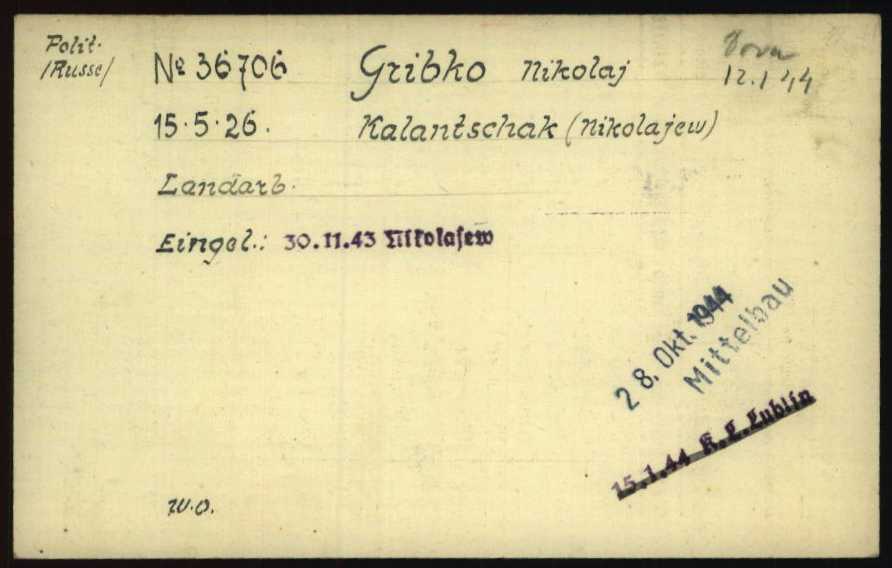 Polit.
/Russe/
№ 36706 Gribko Nikolaj
Dora
12.1.44
15.5.26. Kalantschak (Nikolajew)
Landarb.
Eingel.: 30.11.43 Nikolajew
28. Okt. 1944
Mittelbau
15.1.44 K.L. Lublin
W.O.